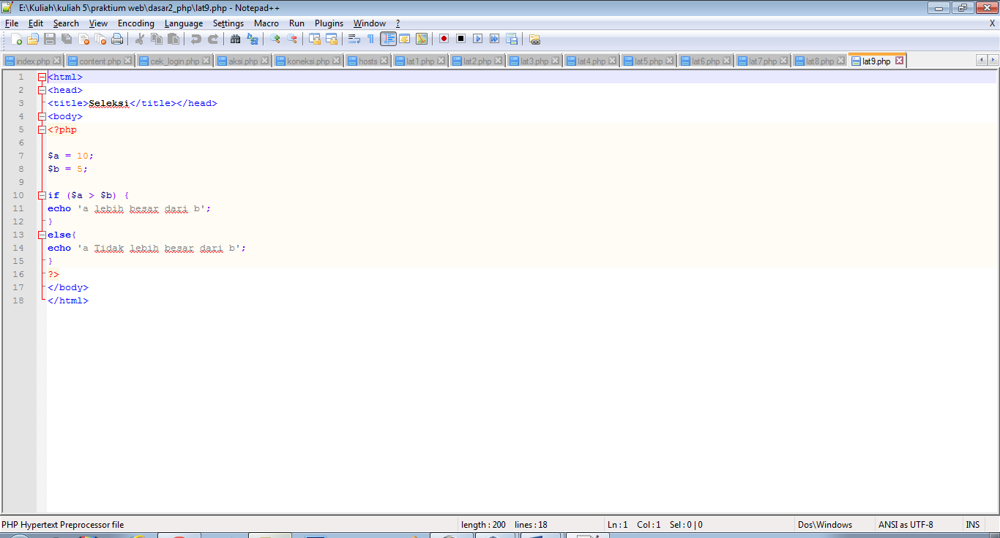 E:\Kuliah\kuliah 5\praktium web\dasar2_php\lat9.php - Notepad++
File Edit Search View Encoding Language Settings Macro Run Plugins Window ? X
index.php content.php cek_login.php aksi.php koneksi.php hosts lat1.php lat2.php lat3.php lat4.php lat5.php lat6.php lat7.php lat8.php lat9.php
1 <html>
2 <head>
3 <title>Seleksi</title></head>
4 <body>
5 <?php
6
7 $a = 10;
8 $b = 5;
9
10 if ($a > $b) {
11 echo 'a lebih besar dari b';
12 }
13 else{
14 echo 'a Tidak lebih besar dari b';
15 }
16 ?>
17 </body>
18 </html>
PHP Hypertext Preprocessor file length : 200 lines : 18 Ln : 1 Col : 1 Sel : 0 | 0 Dos\Windows ANSI as UTF-8 INS